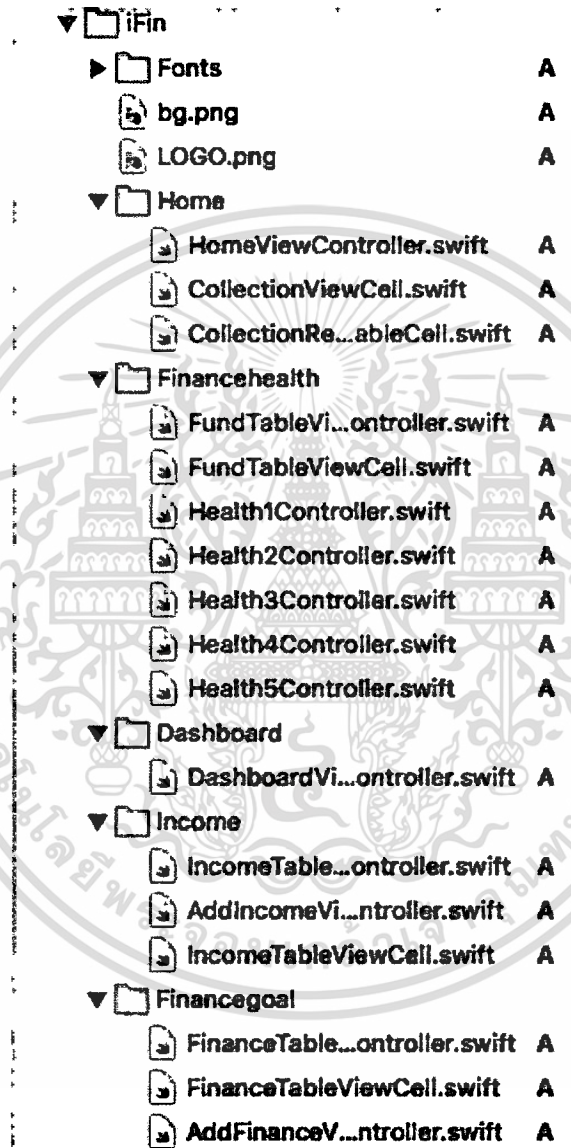 iFin
Fonts A
bg.png A
LOGO.png A
Home
HomeViewController.swift A
CollectionViewCell.swift A
CollectionRe...ableCell.swift A
Financehealth
FundTableVi...ontroller.swift A
FundTableViewCell.swift A
Health1Controller.swift A
Health2Controller.swift A
Health3Controller.swift A
Health4Controller.swift A
Health5Controller.swift A
Dashboard
DashboardVi...ontroller.swift A
Income
IncomeTable...ontroller.swift A
AddIncomeVi...ntroller.swift A
IncomeTableViewCell.swift A
Financegoal
FinanceTable...ontroller.swift A
FinanceTableViewCell.swift A
AddFinanceV...ntroller.swift A